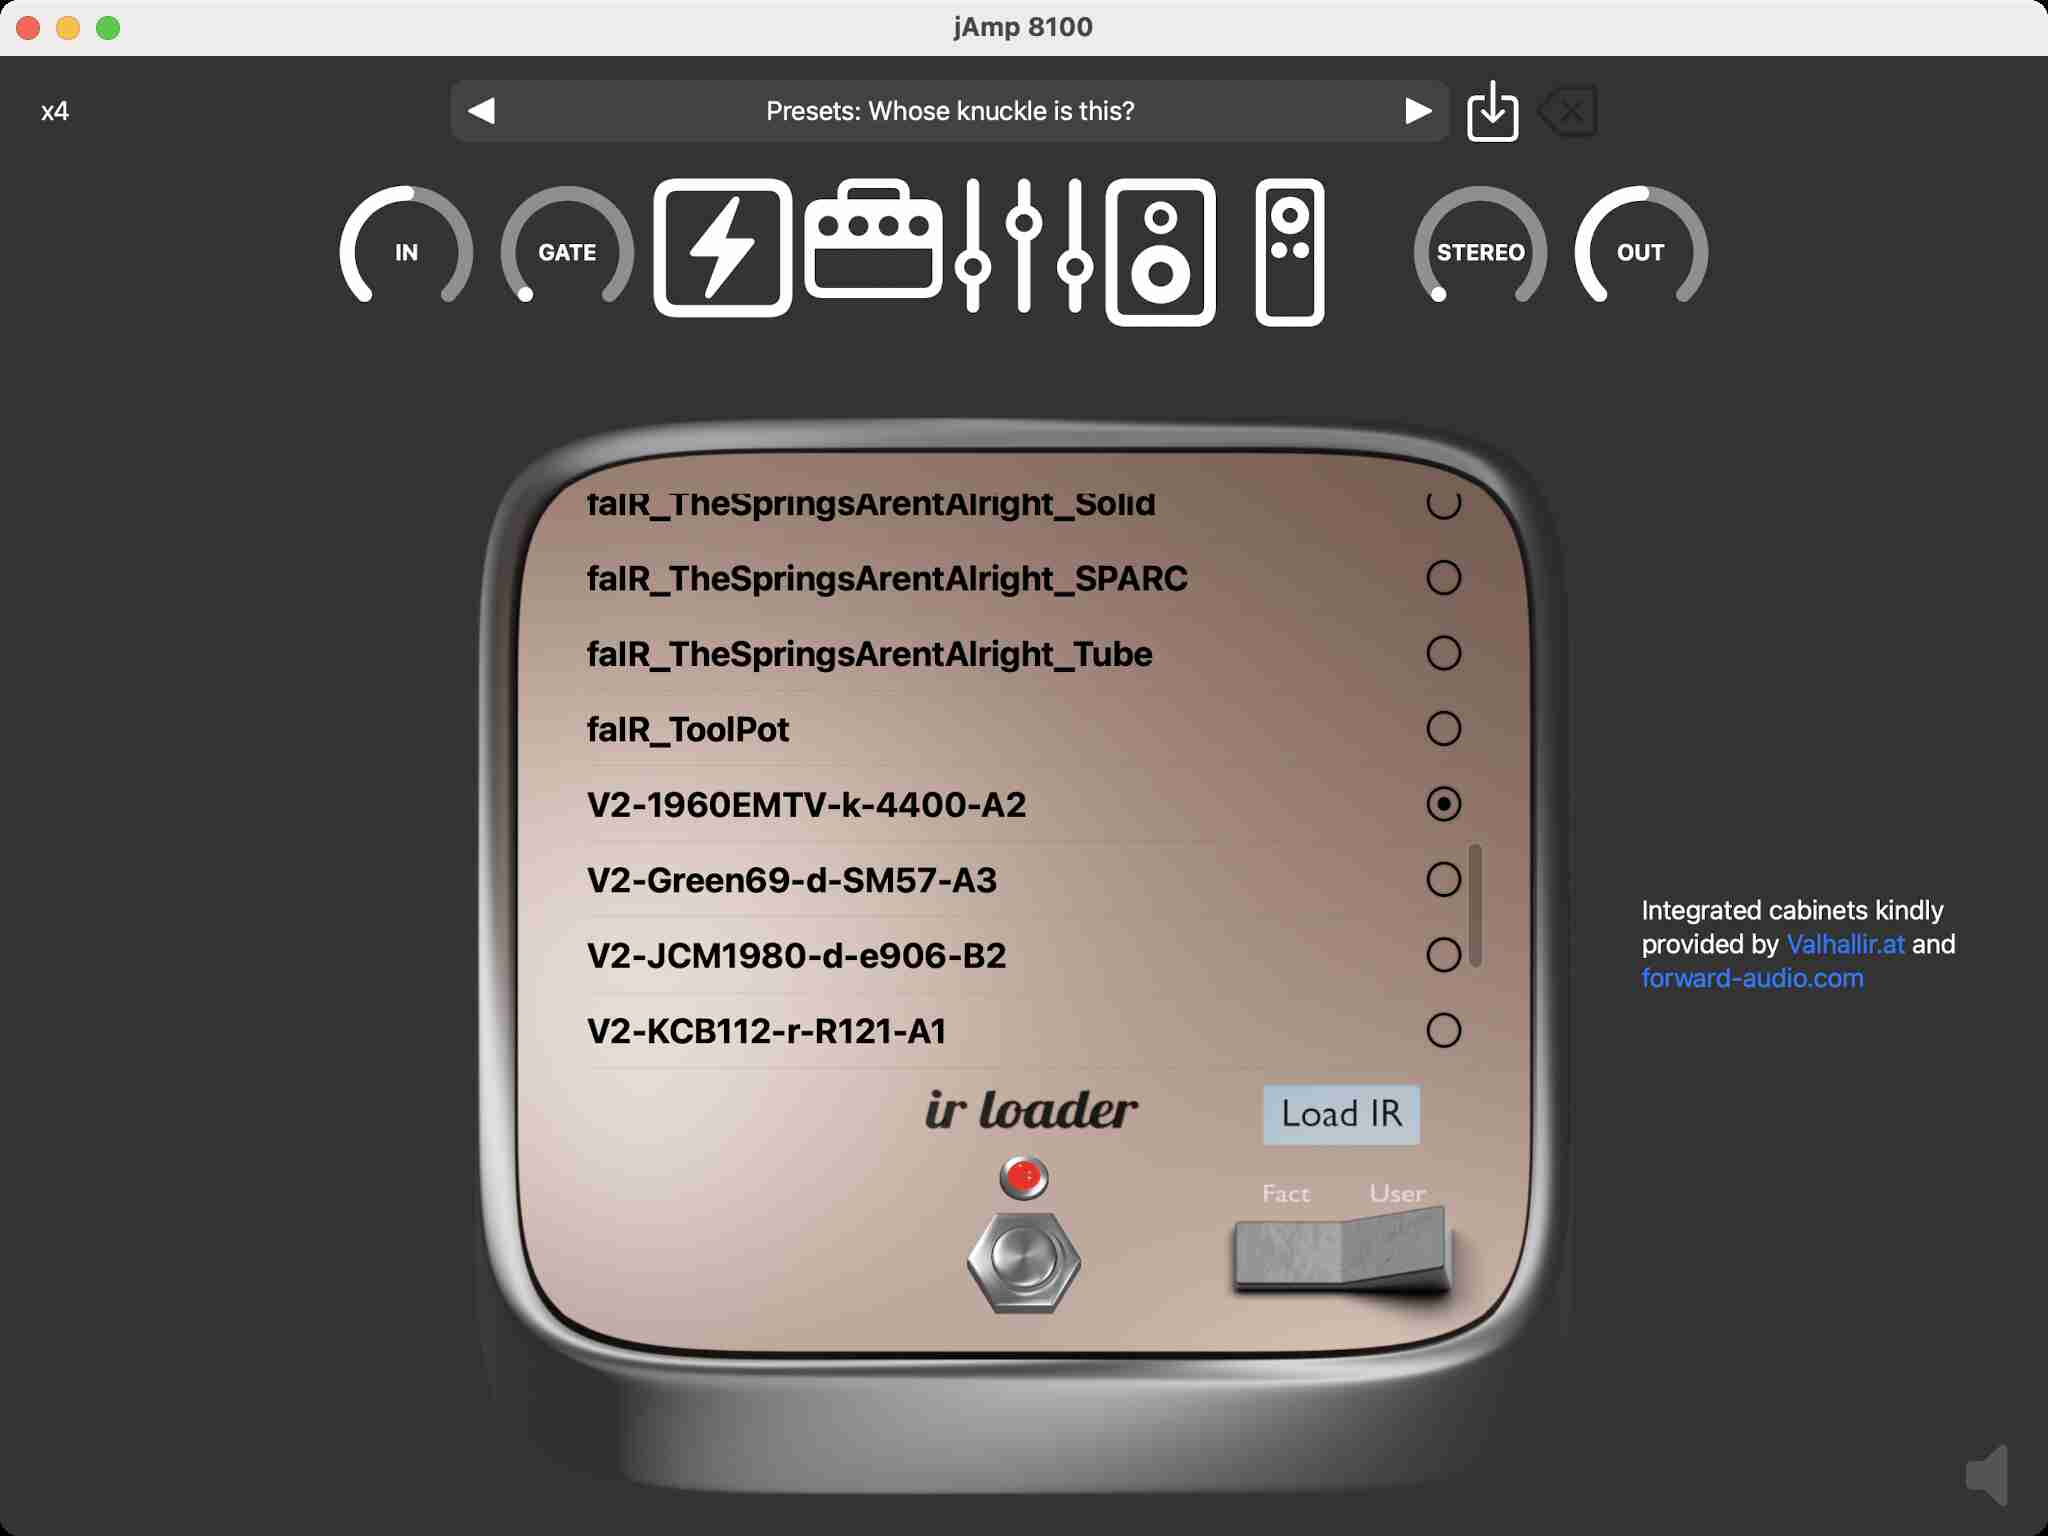 jAmp 8100
x4
Presets: Whose knuckle is this?
IN
GATE
STEREO
OUT
faIR_TheSpringsArentAlright_Solid
faIR_TheSpringsArentAlright_SPARC
faIR_TheSpringsArentAlright_Tube
faIR_ToolPot
V2-1960EMTV-k-4400-A2
V2-Green69-d-SM57-A3
V2-JCM1980-d-e906-B2
V2-KCB112-r-R121-A1
Integrated cabinets kindly
provided by Valhallir.at and
forward-audio.com
ir loader
Load IR
Fact
User